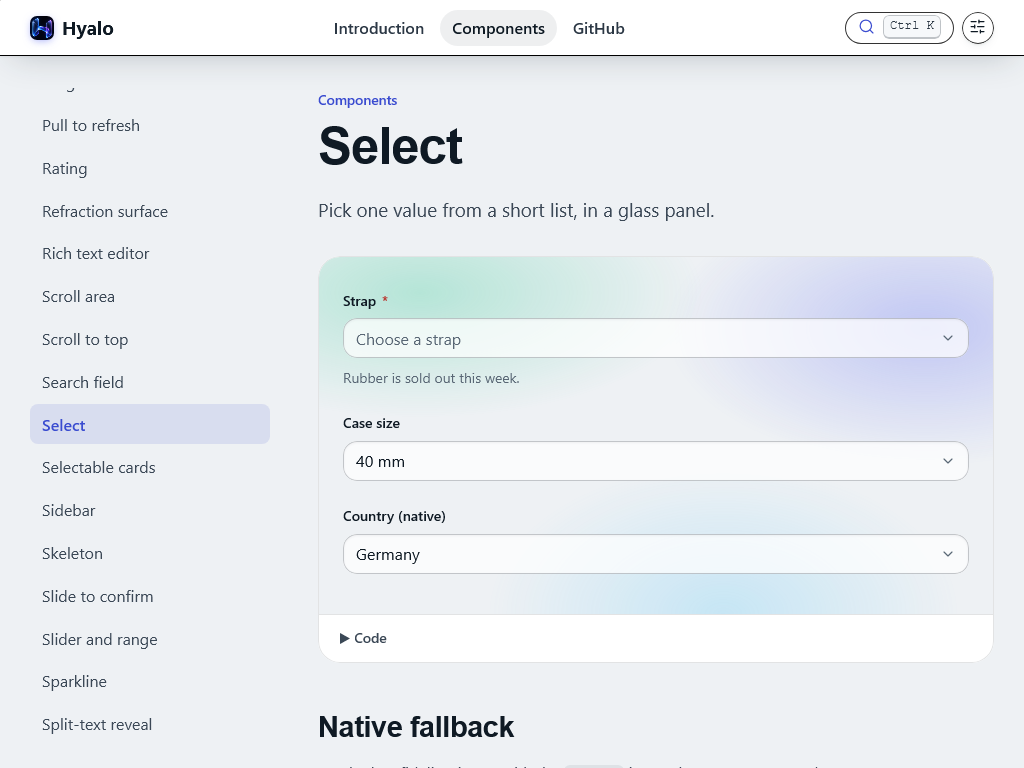 Hyalo
Introduction
Components
GitHub
Ctrl K
Pull to refresh
Rating
Refraction surface
Rich text editor
Scroll area
Scroll to top
Search field
Select
Selectable cards
Sidebar
Skeleton
Slide to confirm
Slider and range
Sparkline
Split-text reveal
Components
Select
Pick one value from a short list, in a glass panel.
Strap *
Choose a strap
Rubber is sold out this week.
Case size
40 mm
Country (native)
Germany
Code
Native fallback